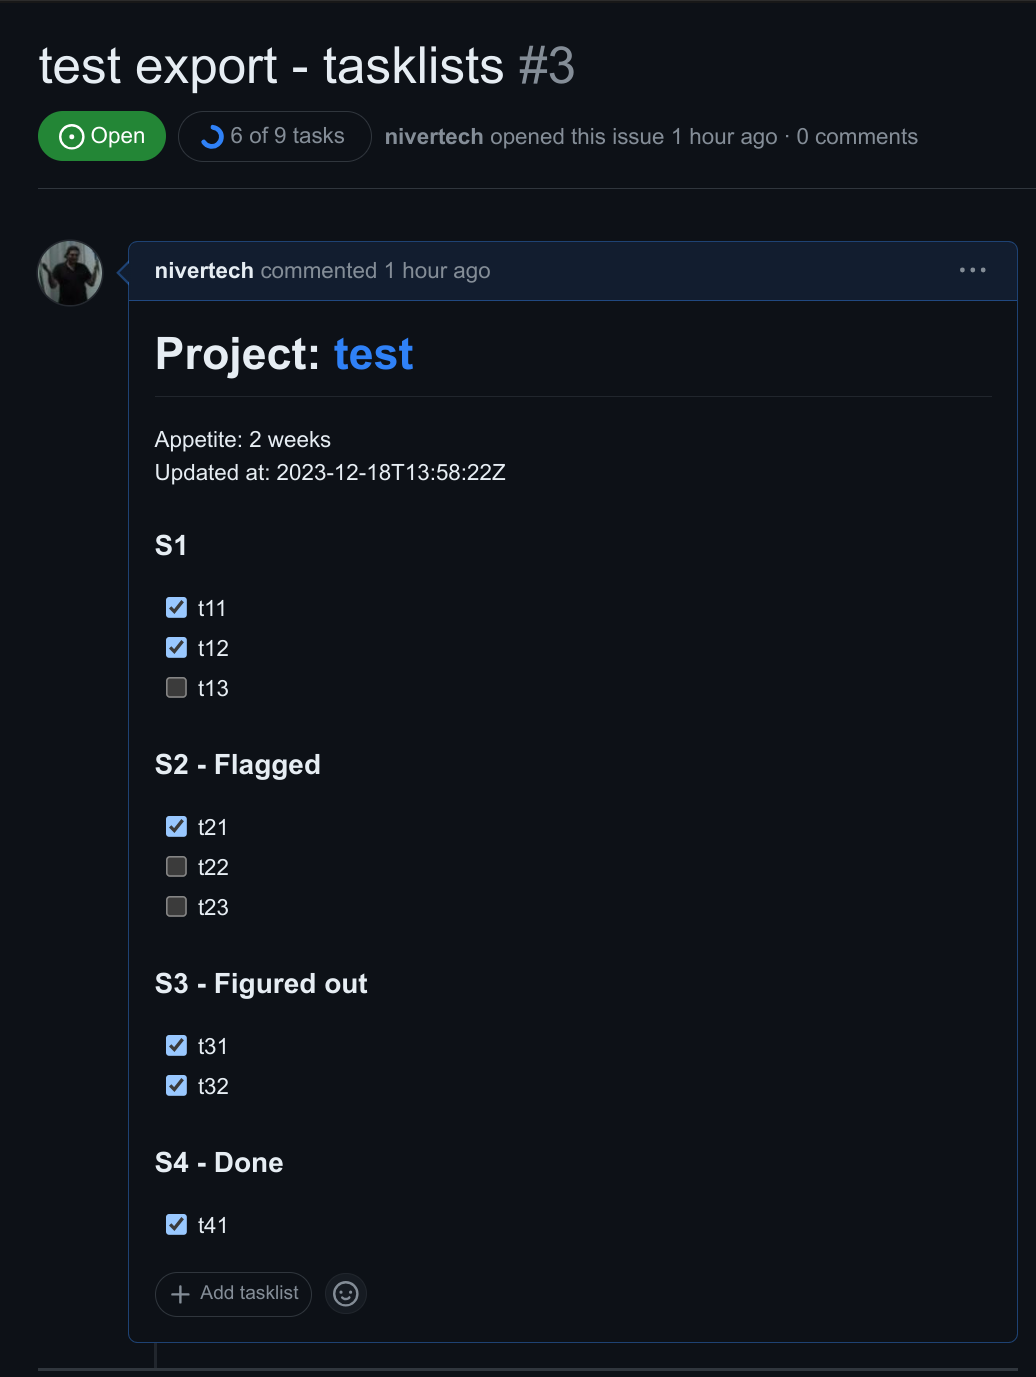 test export - tasklists #3
Open 6 of 9 tasks nivertech opened this issue 1 hour ago · 0 comments
nivertech commented 1 hour ago
Project: test
Appetite: 2 weeks
Updated at: 2023-12-18T13:58:22Z
S1
t11
t12
t13
S2 - Flagged
t21
t22
t23
S3 - Figured out
t31
t32
S4 - Done
t41
Add tasklist